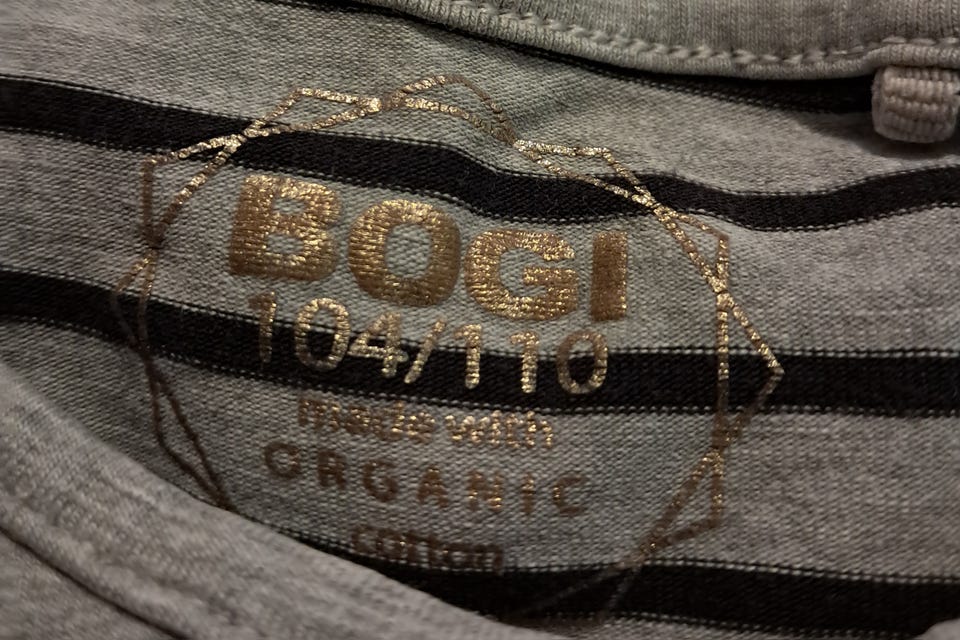 BOGI
104/110
made with
ORGANIC
cotton